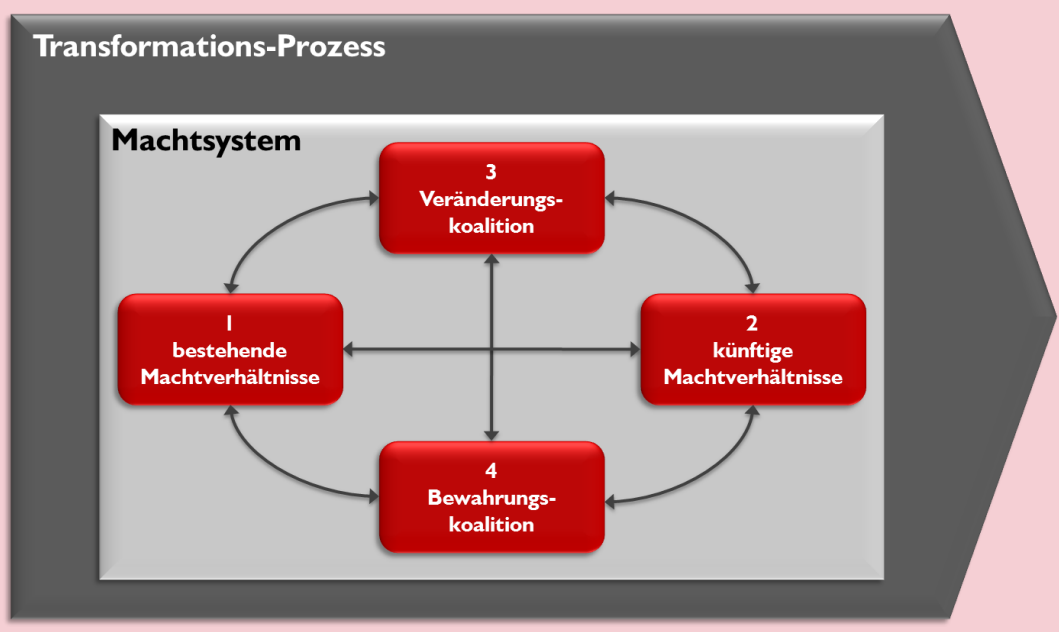 Transformations-Prozess
Machtsystem
3
Veränderungs-
koalition
1
bestehende
Machtverhältnisse
2
künftige
Machtverhältnisse
4
Bewahrungs-
koalition